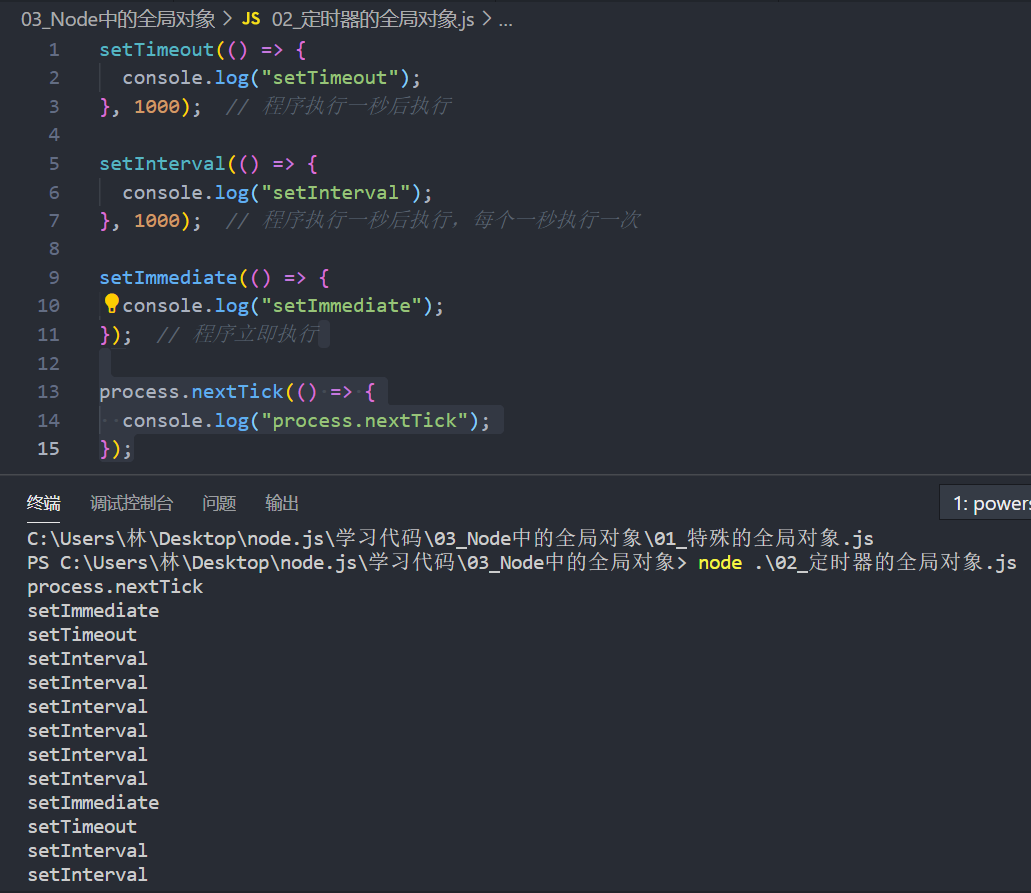 03_Node中的全局对象 > JS 02_定时器的全局对象.js > ...
1 setTimeout(() => {
2 console.log("setTimeout");
3 }, 1000); // 程序执行一秒后执行
4
5 setInterval(() => {
6 console.log("setInterval");
7 }, 1000); // 程序执行一秒后执行，每个一秒执行一次
8
9 setImmediate(() => {
10 console.log("setImmediate");
11 }); // 程序立即执行
12
13 process.nextTick(() => {
14 console.log("process.nextTick");
15 });
终端 调试控制台 问题 输出 1: powers
C:\Users\林\Desktop\node.js\学习代码\03_Node中的全局对象\01_特殊的全局对象.js
PS C:\Users\林\Desktop\node.js\学习代码\03_Node中的全局对象> node .\02_定时器的全局对象.js
process.nextTick
setImmediate
setTimeout
setInterval
setInterval
setInterval
setInterval
setInterval
setInterval
setImmediate
setTimeout
setInterval
setInterval